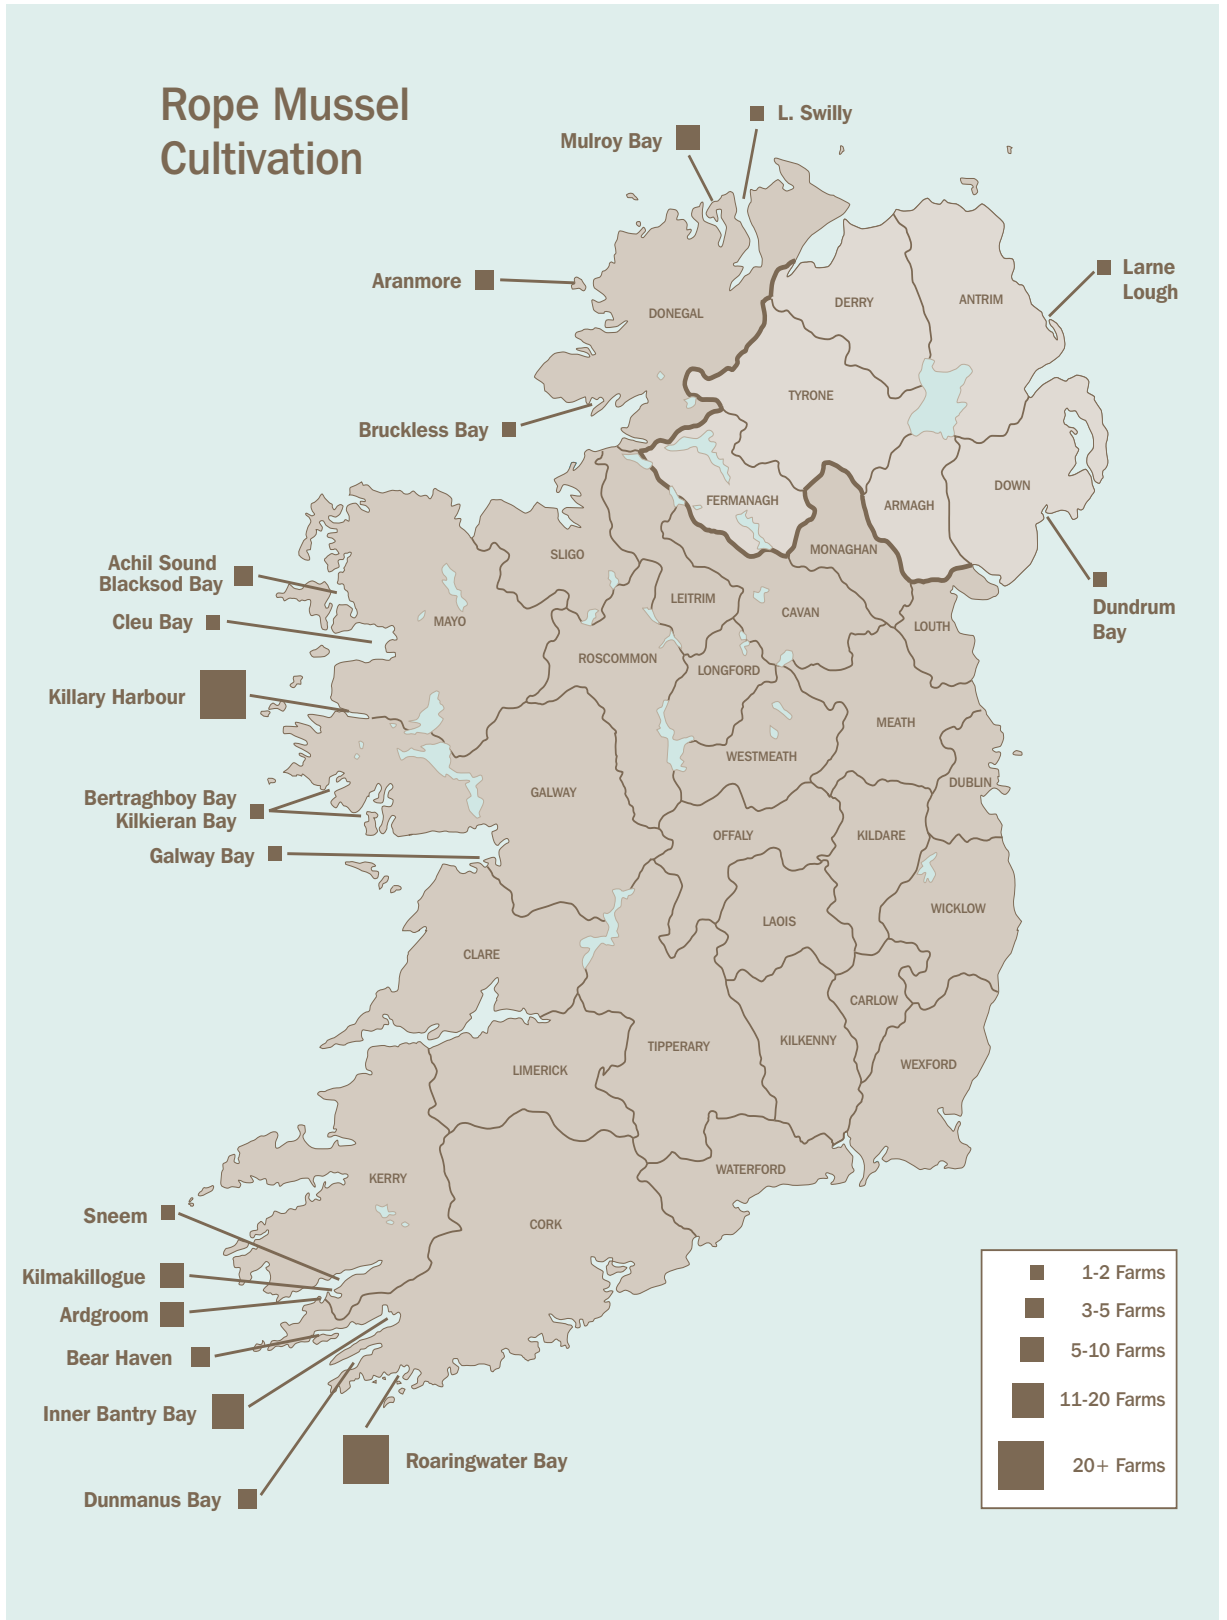 Rope Mussel
Cultivation
L. Swilly
Mulroy Bay
Aranmore
Larne
Lough
DONEGAL
DERRY
ANTRIM
TYRONE
Bruckless Bay
FERMANAGH
ARMAGH
DOWN
MONAGHAN
SLIGO
Achil Sound
Blacksod Bay
LEITRIM
CAVAN
Dundrum
Bay
Cleu Bay
MAYO
LOUTH
ROSCOMMON
LONGFORD
Killary Harbour
MEATH
WESTMEATH
DUBLIN
GALWAY
Bertraghboy Bay
Kilkieran Bay
OFFALY
KILDARE
Galway Bay
WICKLOW
LAOIS
CLARE
CARLOW
KILKENNY
TIPPERARY
LIMERICK
WEXFORD
WATERFORD
KERRY
Sneem
CORK
Kilmakillogue
Ardgroom
Bear Haven
Inner Bantry Bay
Roaringwater Bay
Dunmanus Bay
1-2 Farms
3-5 Farms
5-10 Farms
11-20 Farms
20+ Farms